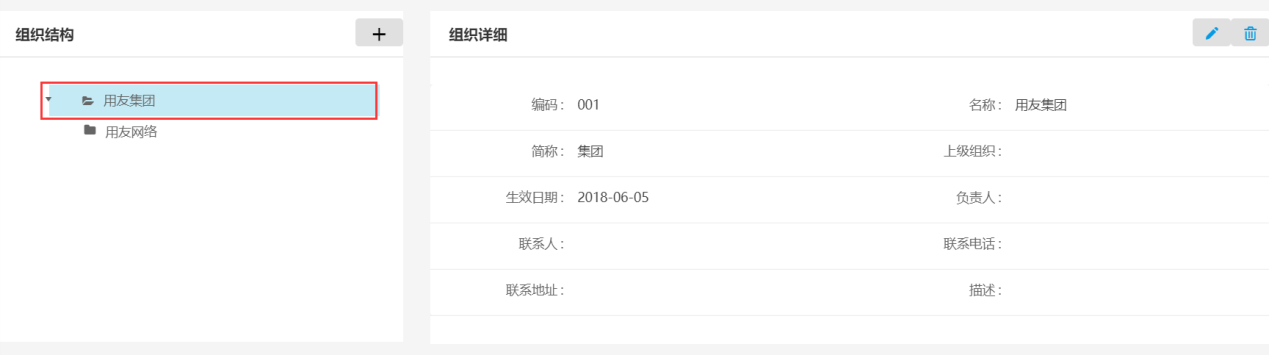 组织结构
+
用友集团
用友网络
组织详细
编码： 001 名称： 用友集团
简称： 集团 上级组织：
生效日期： 2018-06-05 负责人：
联系人： 联系电话：
联系地址： 描述：